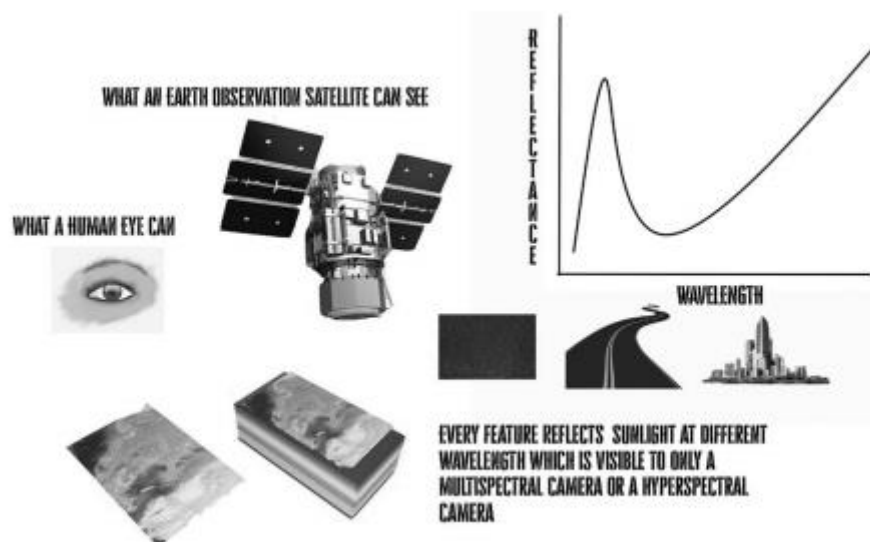 WHAT AN EARTH OBSERVATION SATELLITE CAN SEE
WHAT A HUMAN EYE CAN
REFLECTANCE
WAVELENGTH
EVERY FEATURE REFLECTS SUNLIGHT AT DIFFERENT
WAVELENGTH WHICH IS VISIBLE TO ONLY A
MULTISPECTRAL CAMERA OR A HYPERSPECTRAL
CAMERA